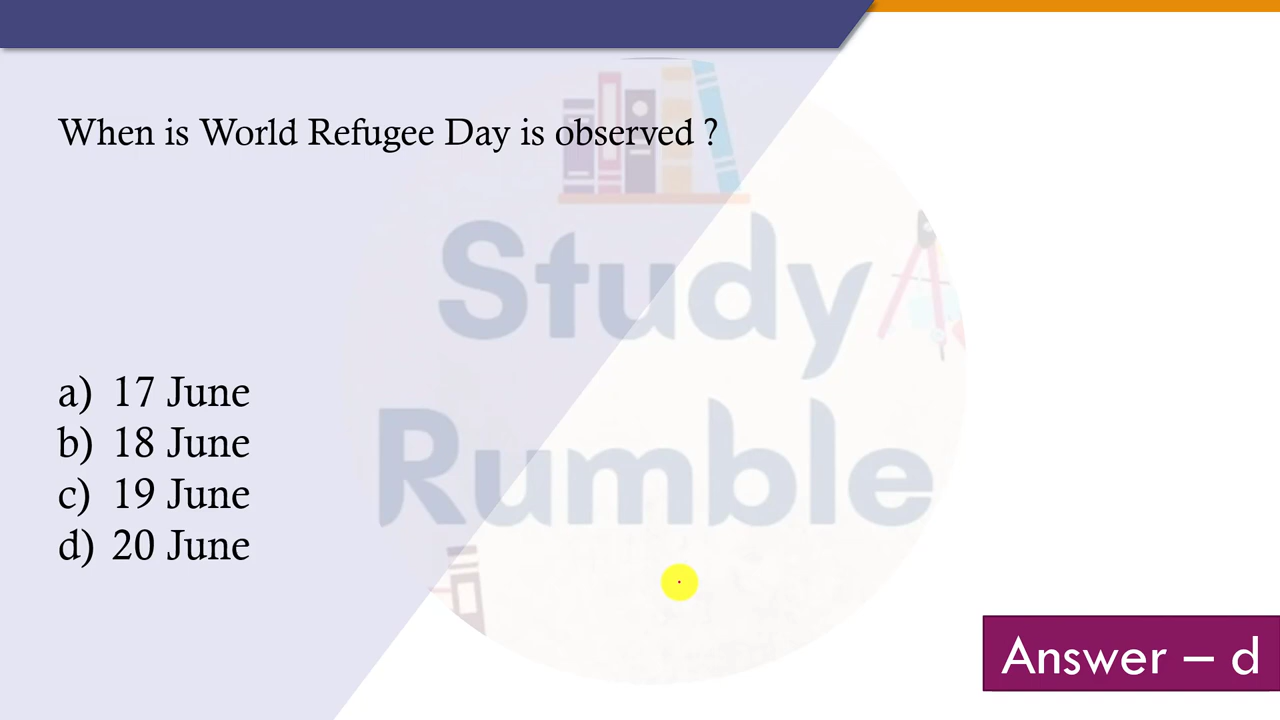 When is World Refugee Day is observed ?
Study
Rumble
a) 17 June
b) 18 June
c) 19 June
d) 20 June
Answer – d